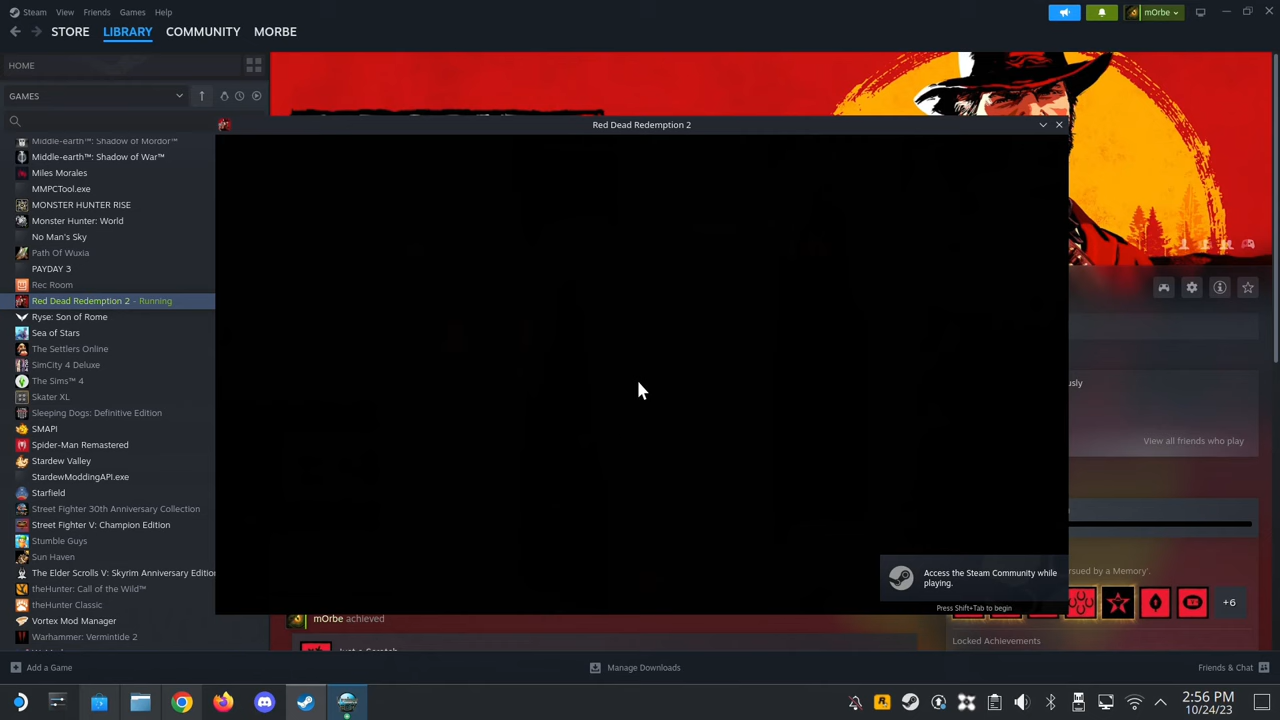 Steam View Friends Games Help
mOrbe
STORE LIBRARY COMMUNITY MORBE
HOME
GAMES
Red Dead Redemption 2
Middle-earth™: Shadow of Mordor™
Middle-earth™: Shadow of War™
Miles Morales
MMPCTool.exe
MONSTER HUNTER RISE
Monster Hunter: World
No Man's Sky
Path Of Wuxia
PAYDAY 3
Rec Room
Red Dead Redemption 2 - Running
Ryse: Son of Rome
Sea of Stars
The Settlers Online
SimCity 4 Deluxe
The Sims™ 4
Skater XL
Sleeping Dogs: Definitive Edition
SMAPI
Spider-Man Remastered
Stardew Valley
StardewModdingAPI.exe
Starfield
Street Fighter 30th Anniversary Collection
Street Fighter V: Champion Edition
Stumble Guys
Sun Haven
The Elder Scrolls V: Skyrim Anniversary Edition
theHunter: Call of the Wild™
theHunter Classic
Vortex Mod Manager
Warhammer: Vermintide 2
View all friends who play
Access the Steam Community while
playing.
Press Shift+Tab to begin
by a Memory'.
+6
mOrbe achieved
Locked Achievements
Just a Scratch
Add a Game
Manage Downloads
Friends & Chat
2:56 PM
10/24/23